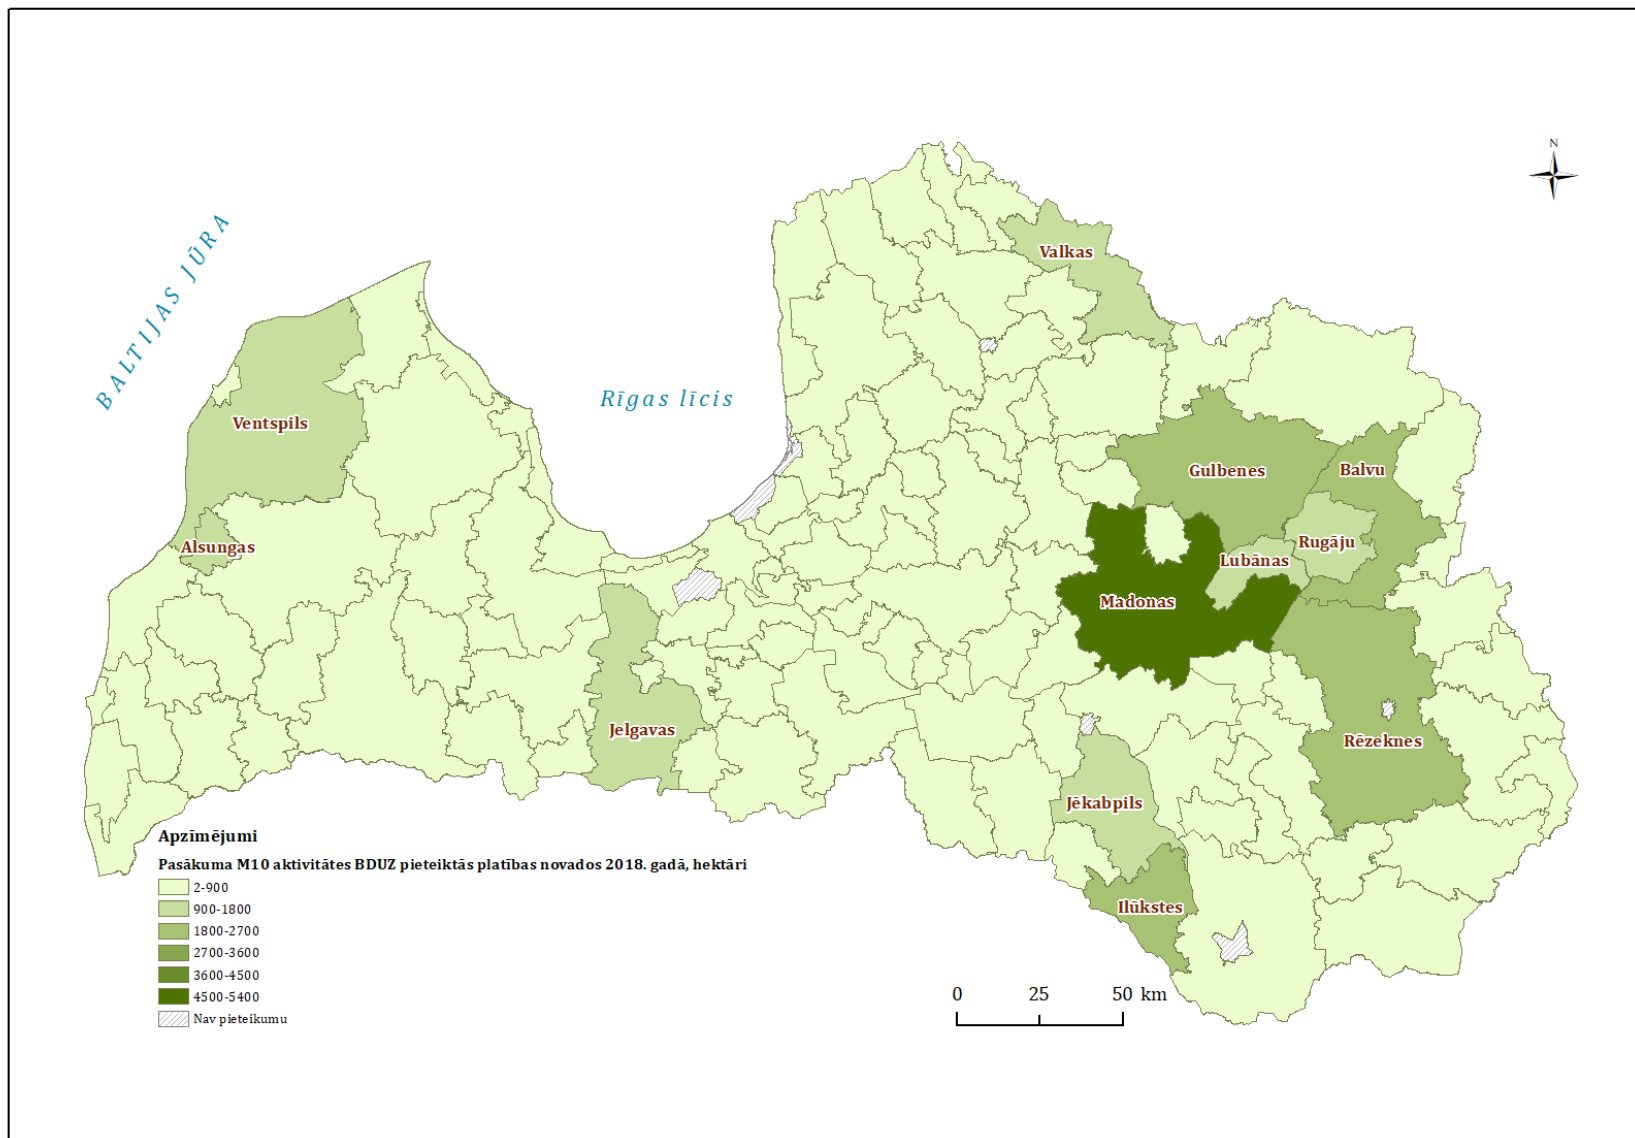 N
BALTIJAS JŪRA
Rīgas līcis
Valkas
Ventspils
Gulbenes
Balvu
Alsungas
Rugāju
Lubānas
Madonas
Jelgavas
Rēzeknes
Jēkabpils
Ilūkstes
Apzīmējumi
Pasākuma M10 aktivitātes BDUZ pieteiktās platības novados 2018. gadā, hektāri
2-900
900-1800
1800-2700
2700-3600
3600-4500
4500-5400
Nav pieteikumu
0 25 50 km